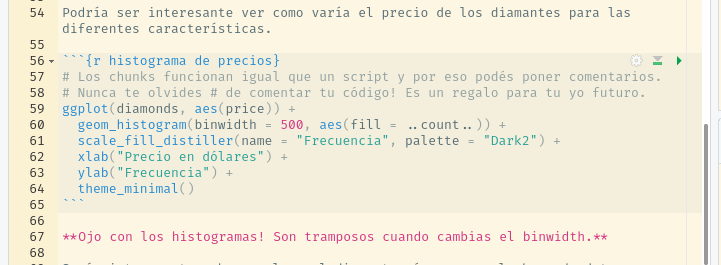 54 Podría ser interesante ver como varía el precio de los diamantes para las
diferentes características.
55
56 ```{r histograma de precios}
57 # Los chunks funcionan igual que un script y por eso podés poner comentarios.
58 # Nunca te olvides # de comentar tu código! Es un regalo para tu yo futuro.
59 ggplot(diamonds, aes(price)) +
60 geom_histogram(binwidth = 500, aes(fill = ..count..)) +
61 scale_fill_distiller(name = "Frecuencia", palette = "Dark2") +
62 xlab("Precio en dólares") +
63 ylab("Frecuencia") +
64 theme_minimal()
65 ```
66
67 **Ojo con los histogramas! Son tramposos cuando cambias el binwidth.**
68